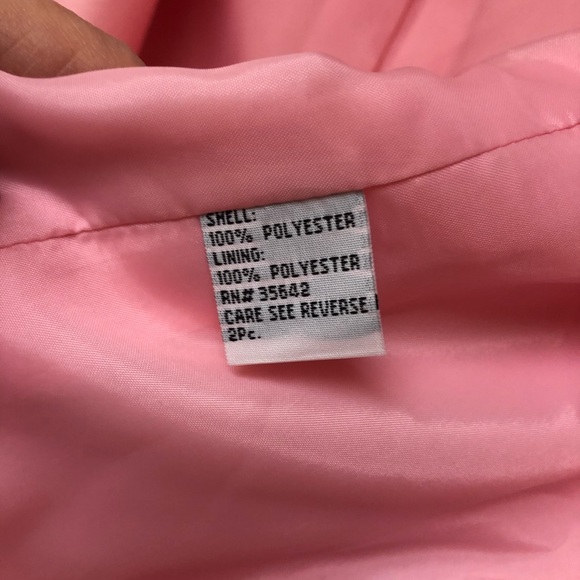 SHELL:
100% POLYESTER
LINING:
100% POLYESTER
RN# 35642
CARE SEE REVERSE
2Pc.